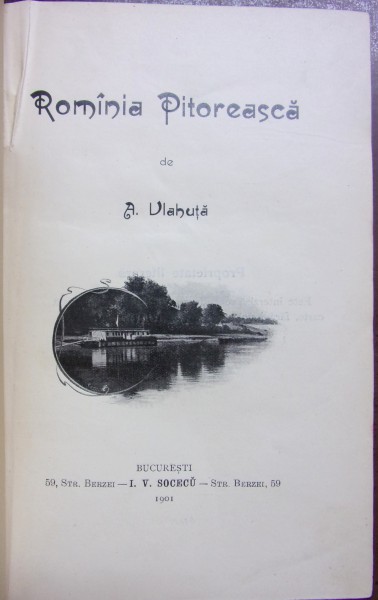 Romînia Pitorească
de
A. Vlahuță
BUCUREȘTI
59, Str. Berzei — I. V. SOCECŬ — Str. Berzei, 59
1901